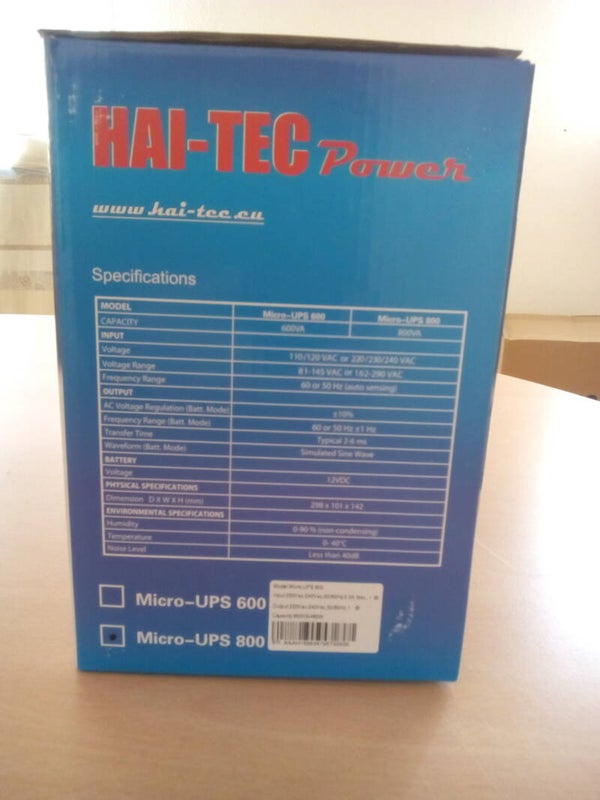 HAI-TEC Power
www.hai-tec.eu
Specifications
MODEL Micro-UPS 600 Micro-UPS 800
CAPACITY 600VA 800VA
INPUT
Voltage 110/120 VAC or 220/230/240 VAC
Voltage Range 81-145 VAC or 162-290 VAC
Frequency Range 60 or 50 Hz (auto sensing)
OUTPUT
AC Voltage Regulation (Batt. Mode) ±10%
Frequency Range (Batt. Mode) 60 or 50 Hz ±1 Hz
Transfer Time Typical 2-6 ms
Waveform (Batt. Mode) Simulated Sine Wave
BATTERY
Voltage 12VDC
PHYSICAL SPECIFICATIONS
Dimension D X W X H (mm) 298 x 101 x 142
ENVIRONMENTAL SPECIFICATIONS
Humidity 0-90 % (non-condensing)
Temperature 0- 40°C
Noise Level Less than 40dB
Micro-UPS 600
Micro-UPS 800
Model:Micro UPS 800